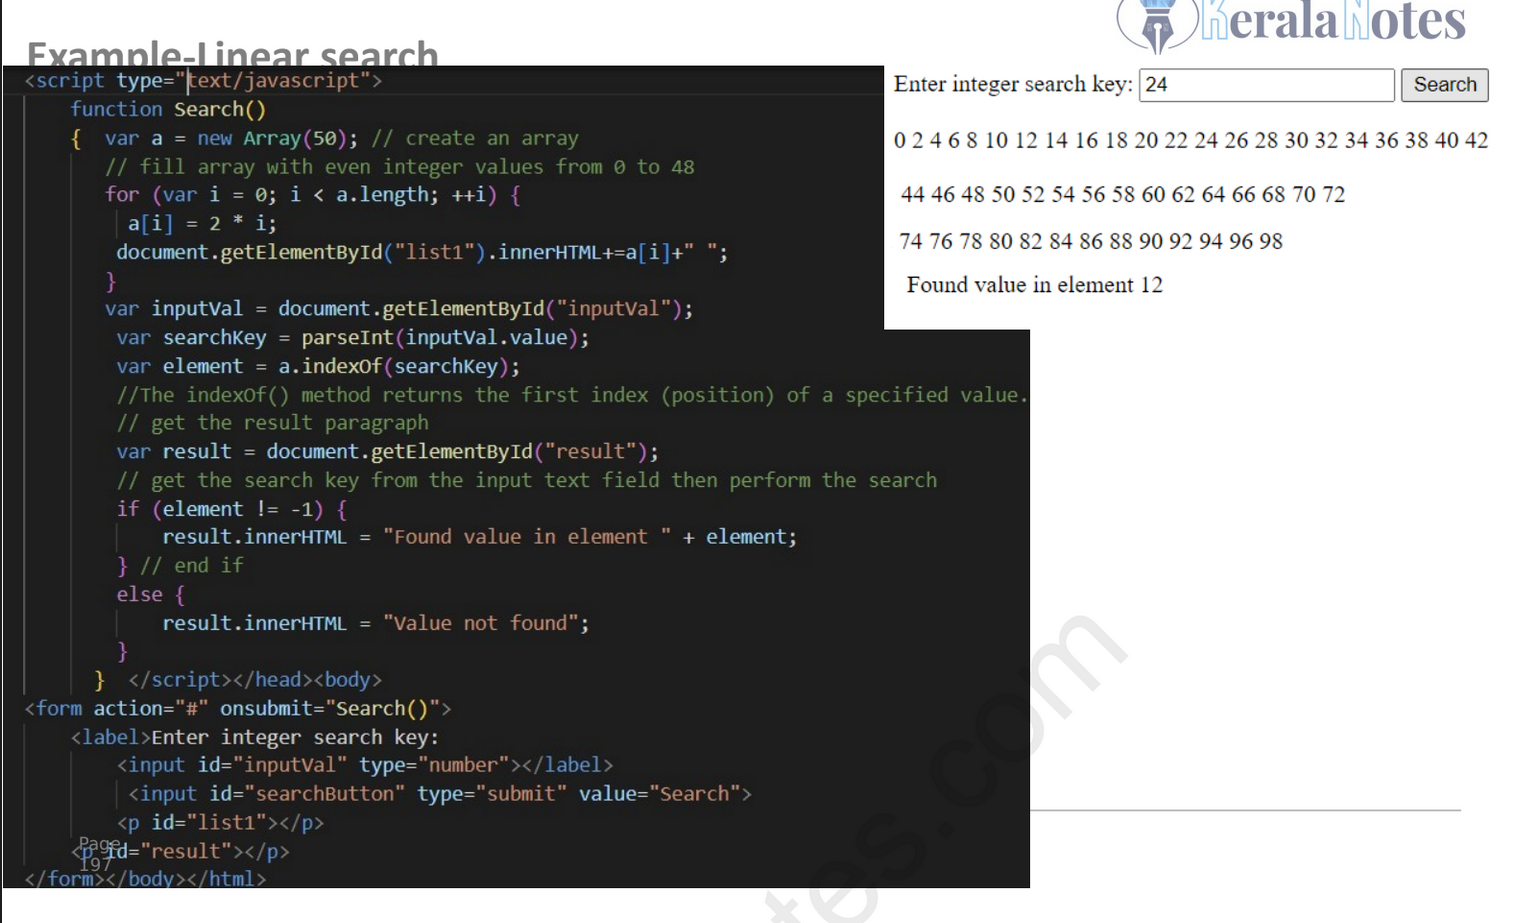 KeralaNotes
Example-Linear search
<script type="text/javascript">
function Search()
{ var a = new Array(50); // create an array
// fill array with even integer values from 0 to 48
for (var i = 0; i < a.length; ++i) {
a[i] = 2 * i;
document.getElementById("list1").innerHTML+=a[i]+" ";
}
var inputVal = document.getElementById("inputVal");
var searchKey = parseInt(inputVal.value);
var element = a.indexOf(searchKey);
//The indexOf() method returns the first index (position) of a specified value.
// get the result paragraph
var result = document.getElementById("result");
// get the search key from the input text field then perform the search
if (element != -1) {
result.innerHTML = "Found value in element " + element;
} // end if
else {
result.innerHTML = "Value not found";
}
} </script></head><body>
<form action="#" onsubmit="Search()">
<label>Enter integer search key:
<input id="inputVal" type="number"></label>
<input id="searchButton" type="submit" value="Search">
<p id="list1"></p>
<p id="result"></p>
</form></body></html>
Page
197
Enter integer search key: 24 Search
0 2 4 6 8 10 12 14 16 18 20 22 24 26 28 30 32 34 36 38 40 42
44 46 48 50 52 54 56 58 60 62 64 66 68 70 72
74 76 78 80 82 84 86 88 90 92 94 96 98
Found value in element 12
tes.com